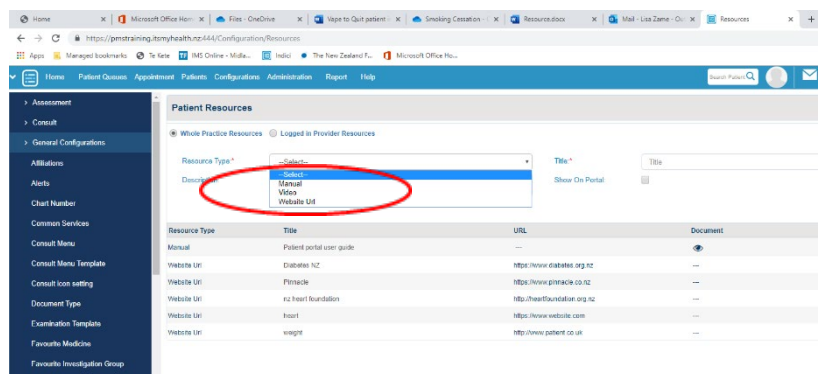 Home Microsoft Office Hom Files - OneDrive Vape to Quit patient Smoking Cessation - Resource.docx Mail - Lisa Zame - Ou Resources
https://pmstraining.itsmyhealth.nz:444/Configuration/Resources
Apps Managed bookmarks Te Kete IMS Online - Midla... Indici The New Zealand F... Microsoft Office Ho...
Home Patient Queues Appointment Patients Configurations Administration Report Help Search Patient
Assessment
Consult
General Configurations
Affiliations
Alerts
Chart Number
Common Services
Consult Menu
Consult Menu Template
Consult Icon setting
Document Type
Examination Template
Favourite Medicine
Favourite Investigation Group
Patient Resources
Whole Practice Resources Logged in Provider Resources
Resource Type * --Select-- Title:* Title
--Select--
Manual
Video
Website Url
Description Show On Portal:
Resource Type Title URL Document
Manual Patient portal user guide ---
Website Url Diabetes NZ https://www.diabetes.org.nz ---
Website Url Pinnacle https://www.pinnacle.co.nz ---
Website Url nz heart foundation http://heartfoundation.org.nz ---
Website Url heart https://www.website.com ---
Website Url weight http://www.patient.co.uk ---